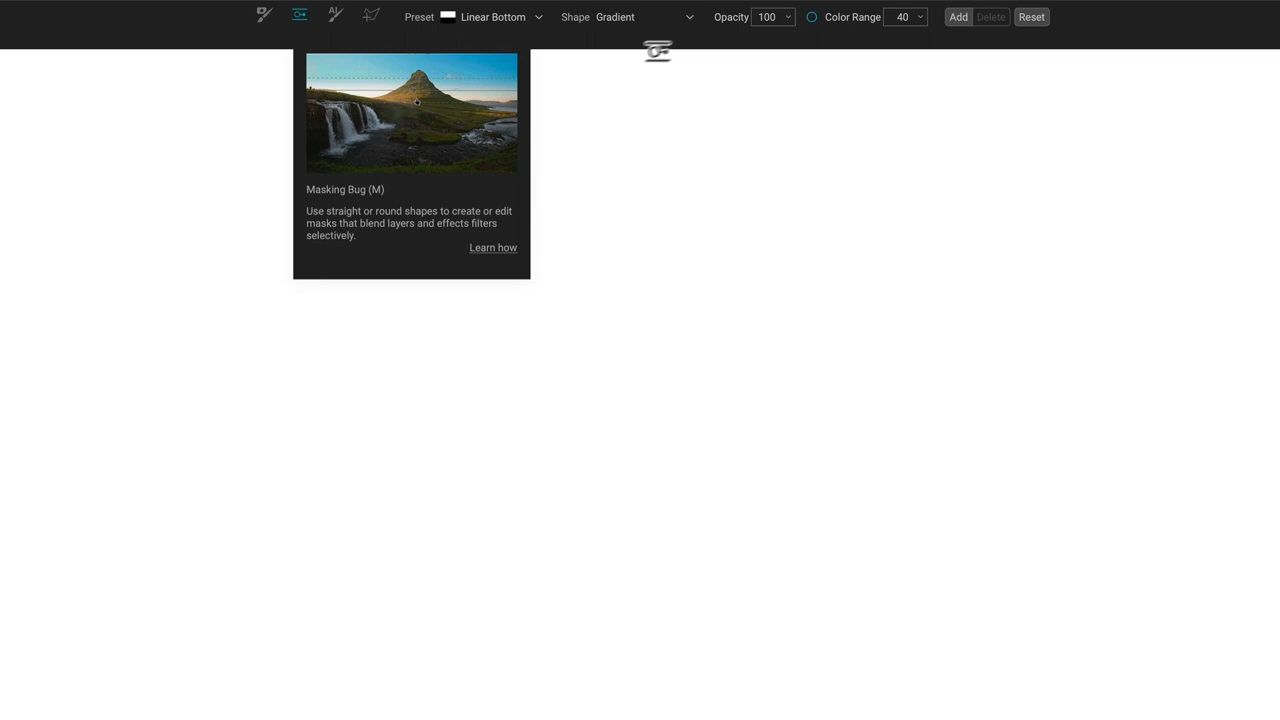 Preset Linear Bottom Shape Gradient Opacity 100 Color Range 40 Add Delete Reset
Masking Bug (M)
Use straight or round shapes to create or edit
masks that blend layers and effects filters
selectively.
Learn how